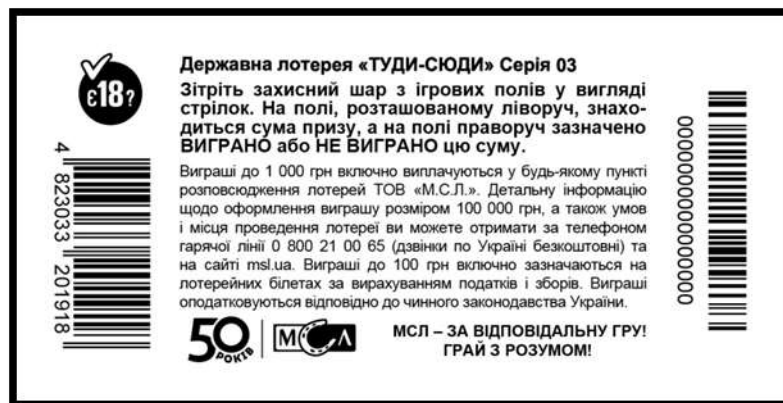 є18?
Державна лотерея «ТУДИ-СЮДИ» Серія 03
Зітріть захисний шар з ігрових полів у вигляді
стрілок. На полі, розташованому ліворуч, знахо-
диться сума призу, а на полі праворуч зазначено
ВИГРАНО або НЕ ВИГРАНО цю суму.
Виграші до 1 000 грн включно виплачуються у будь-якому пункті
розповсюдження лотерей ТОВ «М.С.Л.». Детальну інформацію
щодо оформлення виграшу розміром 100 000 грн, а також умов
і місця проведення лотереї ви можете отримати за телефоном
гарячої лінії 0 800 21 00 65 (дзвінки по Україні безкоштовні) та
на сайті msl.ua. Виграші до 100 грн включно зазначаються на
лотерейних білетах за вирахуванням податків і зборів. Виграші
оподатковуються відповідно до чинного законодавства України.
50 РОКІВ
МСЛ
МСЛ – ЗА ВІДПОВІДАЛЬНУ ГРУ!
ГРАЙ З РОЗУМОМ!
4 823033 201918